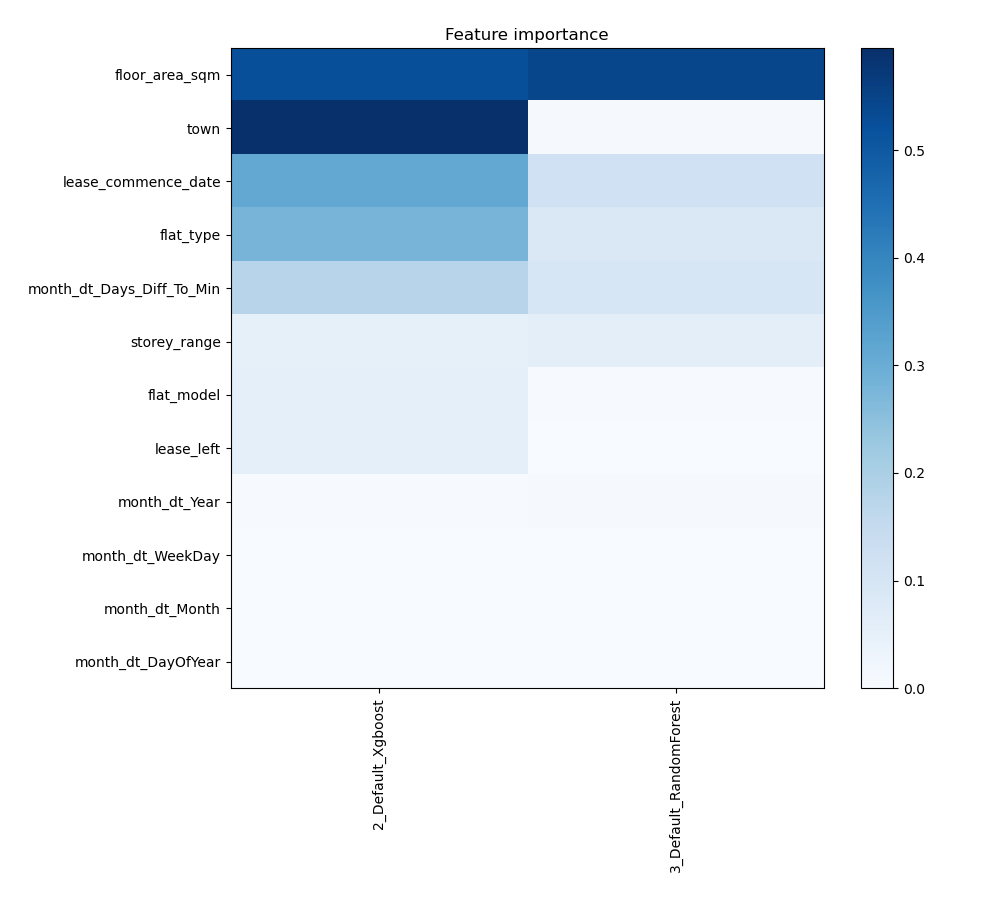 Feature importance
floor_area_sqm
town
lease_commence_date
flat_type
month_dt_Days_Diff_To_Min
storey_range
flat_model
lease_left
month_dt_Year
month_dt_WeekDay
month_dt_Month
month_dt_DayOfYear
2_Default_Xgboost
3_Default_RandomForest
0.5
0.4
0.3
0.2
0.1
0.0